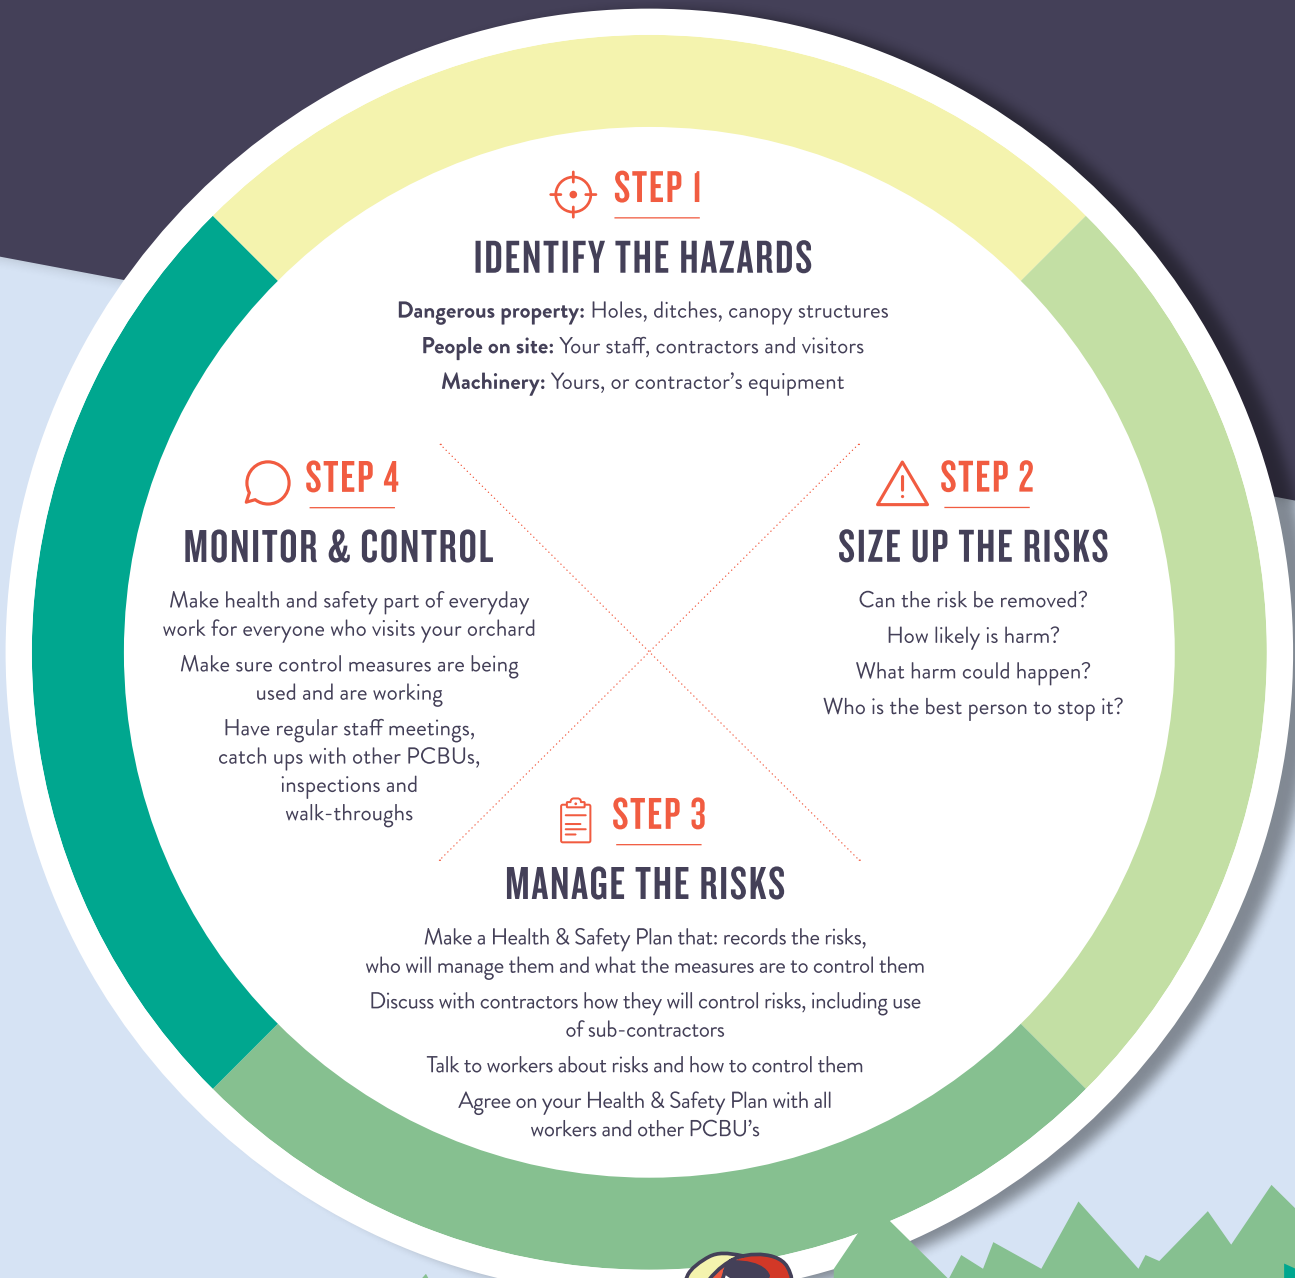 STEP 1
IDENTIFY THE HAZARDS
Dangerous property: Holes, ditches, canopy structures
People on site: Your staff, contractors and visitors
Machinery: Yours, or contractor's equipment
STEP 2
SIZE UP THE RISKS
Can the risk be removed?
How likely is harm?
What harm could happen?
Who is the best person to stop it?
STEP 3
MANAGE THE RISKS
Make a Health & Safety Plan that: records the risks,
who will manage them and what the measures are to control them
Discuss with contractors how they will control risks, including use
of sub-contractors
Talk to workers about risks and how to control them
Agree on your Health & Safety Plan with all
workers and other PCBU's
STEP 4
MONITOR & CONTROL
Make health and safety part of everyday
work for everyone who visits your orchard
Make sure control measures are being
used and are working
Have regular staff meetings,
catch ups with other PCBUs,
inspections and
walk-throughs